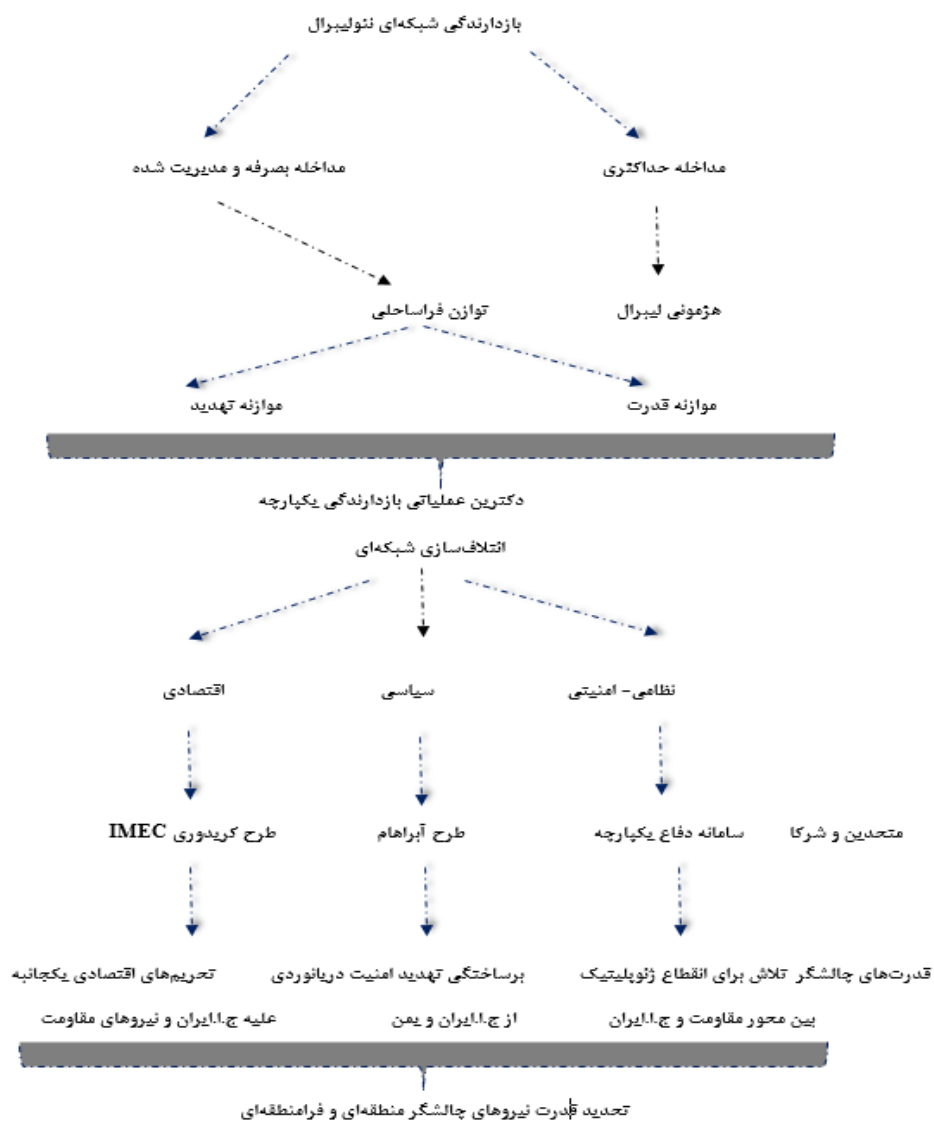 بازدارندگی شبکه‌ای نئولیبرال
مداخله حداکثری
مداخله بصرفه و مدیریت شده
هژمونی لیبرال
توازن فراساحلی
موازنه قدرت
موازنه تهدید
دکترین عملیاتی بازدارندگی یکپارچه
ائتلاف‌سازی شبکه‌ای
نظامی- امنیتی
سیاسی
اقتصادی
متحدین و شرکا
سامانه دفاع یکپارچه
طرح آبراهام
طرح کریدوری IMEC
قدرت‌های چالشگر
تلاش برای انقطاع ژئوپلیتیک
بین محور مقاومت و ج.ا.ایران
برساختگی تهدید امنیت دریانوردی
از ج.ا.ایران و یمن
تحریم‌های اقتصادی یکجانبه
علیه ج.ا.ایران و نیروهای مقاومت
تحدید قدرت نیروهای چالشگر منطقه‌ای و فرامنطقه‌ای